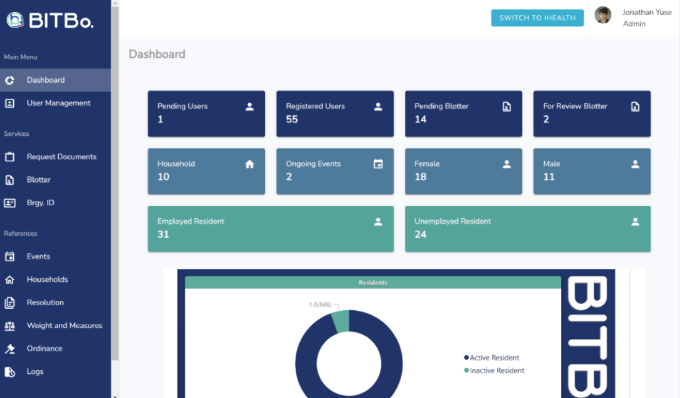 BITBo.
SWITCH TO IHEALTH
Jonathan Yuse
Admin
Main Menu
Dashboard
User Management
Services
Request Documents
Blotter
Brgy. ID
References
Events
Households
Resolution
Weight and Measures
Ordinance
Logs
Dashboard
Pending Users
1
Registered Users
55
Pending Blotter
14
For Review Blotter
2
Household
10
Ongoing Events
2
Female
18
Male
11
Employed Resident
31
Unemployed Resident
24
Residents
1 (5.56%)
Active Resident
Inactive Resident
BITB